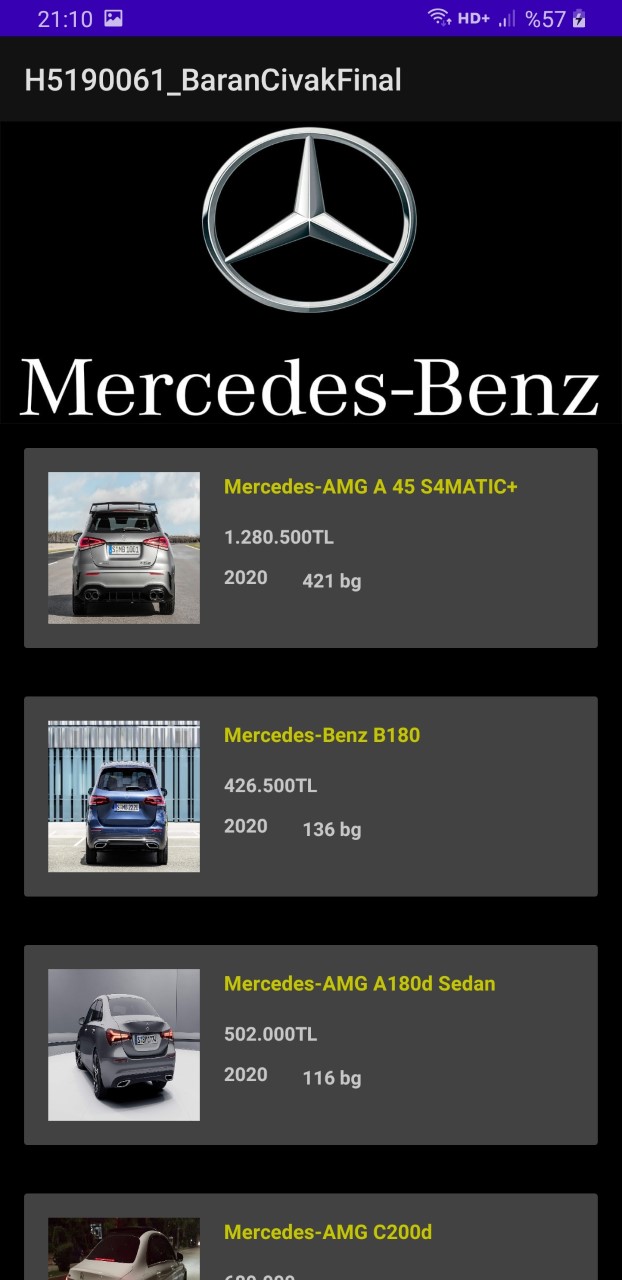 21:10 HD+ %57
H5190061_BaranCivakFinal
Mercedes-Benz
Mercedes-AMG A 45 S4MATIC+
1.280.500TL
2020 421 bg
Mercedes-Benz B180
426.500TL
2020 136 bg
Mercedes-AMG A180d Sedan
502.000TL
2020 116 bg
Mercedes-AMG C200d